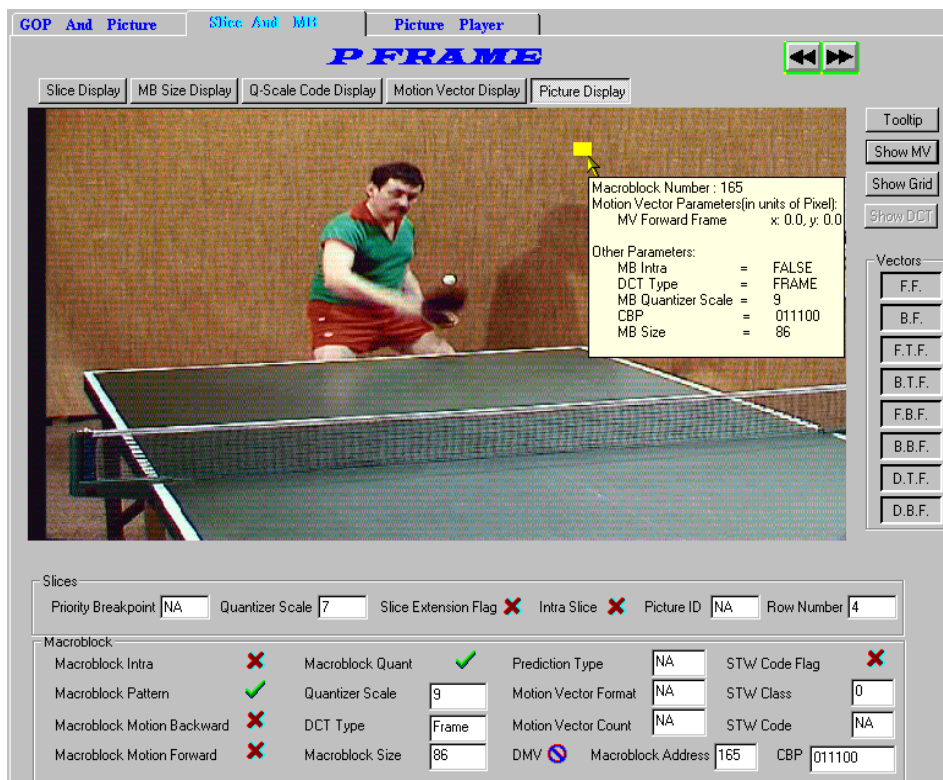 GOP And Picture Slice And MB Picture Player
P FRAME
Slice Display MB Size Display Q-Scale Code Display Motion Vector Display Picture Display
Tooltip
Show MV
Show Grid
Show DCT
Macroblock Number : 165
Motion Vector Parameters(in units of Pixel):
MV Forward Frame x: 0.0, y: 0.0
Other Parameters:
MB Intra = FALSE
DCT Type = FRAME
MB Quantizer Scale = 9
CBP = 011100
MB Size = 86
Vectors
F.F.
B.F.
F.T.F.
B.T.F.
F.B.F.
B.B.F.
D.T.F.
D.B.F.
Slices
Priority Breakpoint NA Quantizer Scale 7 Slice Extension Flag Intra Slice Picture ID NA Row Number 4
Macroblock
Macroblock Intra Macroblock Quant Prediction Type NA STW Code Flag
Macroblock Pattern Quantizer Scale 9 Motion Vector Format NA STW Class 0
Macroblock Motion Backward DCT Type Frame Motion Vector Count NA STW Code NA
Macroblock Motion Forward Macroblock Size 86 DMV Macroblock Address 165 CBP 011100